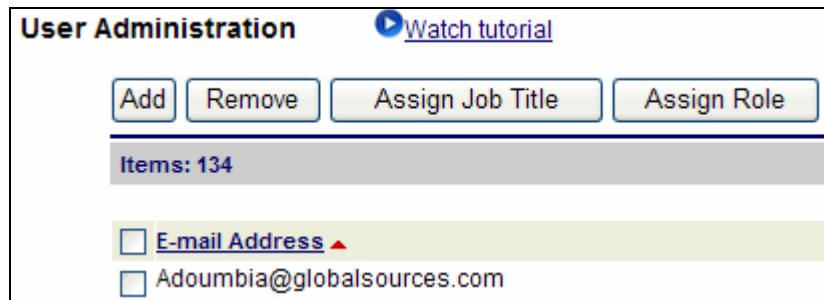 User Administration Watch tutorial
Add Remove Assign Job Title Assign Role
Items: 134
E-mail Address
Adoumbia@globalsources.com